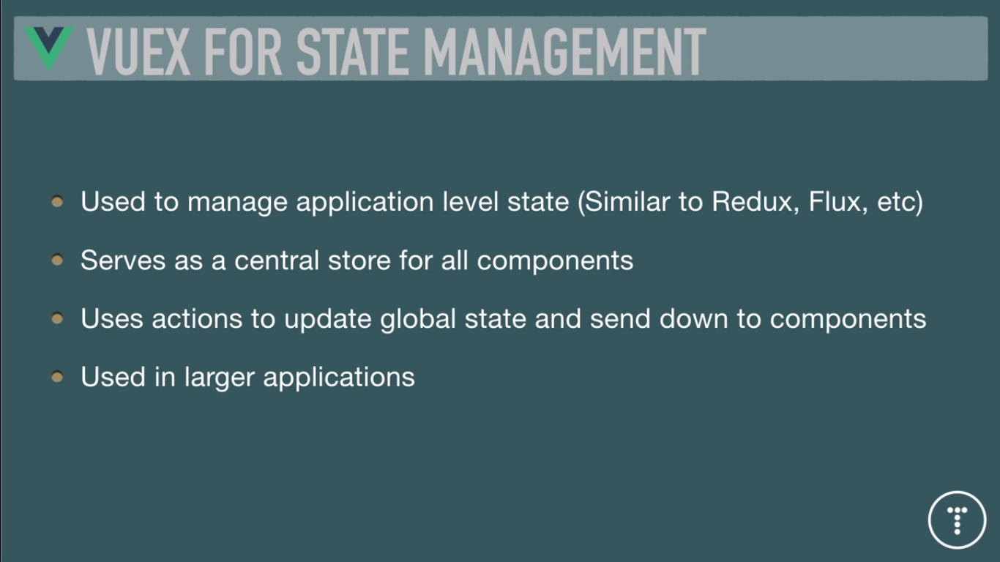 VUEX FOR STATE MANAGEMENT
Used to manage application level state (Similar to Redux, Flux, etc)
Serves as a central store for all components
Uses actions to update global state and send down to components
Used in larger applications
T